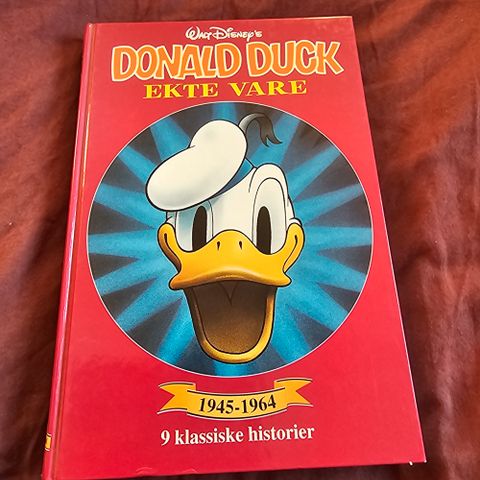 Walt Disney's
DONALD DUCK
EKTE VARE
1945-1964
9 klassiske historier